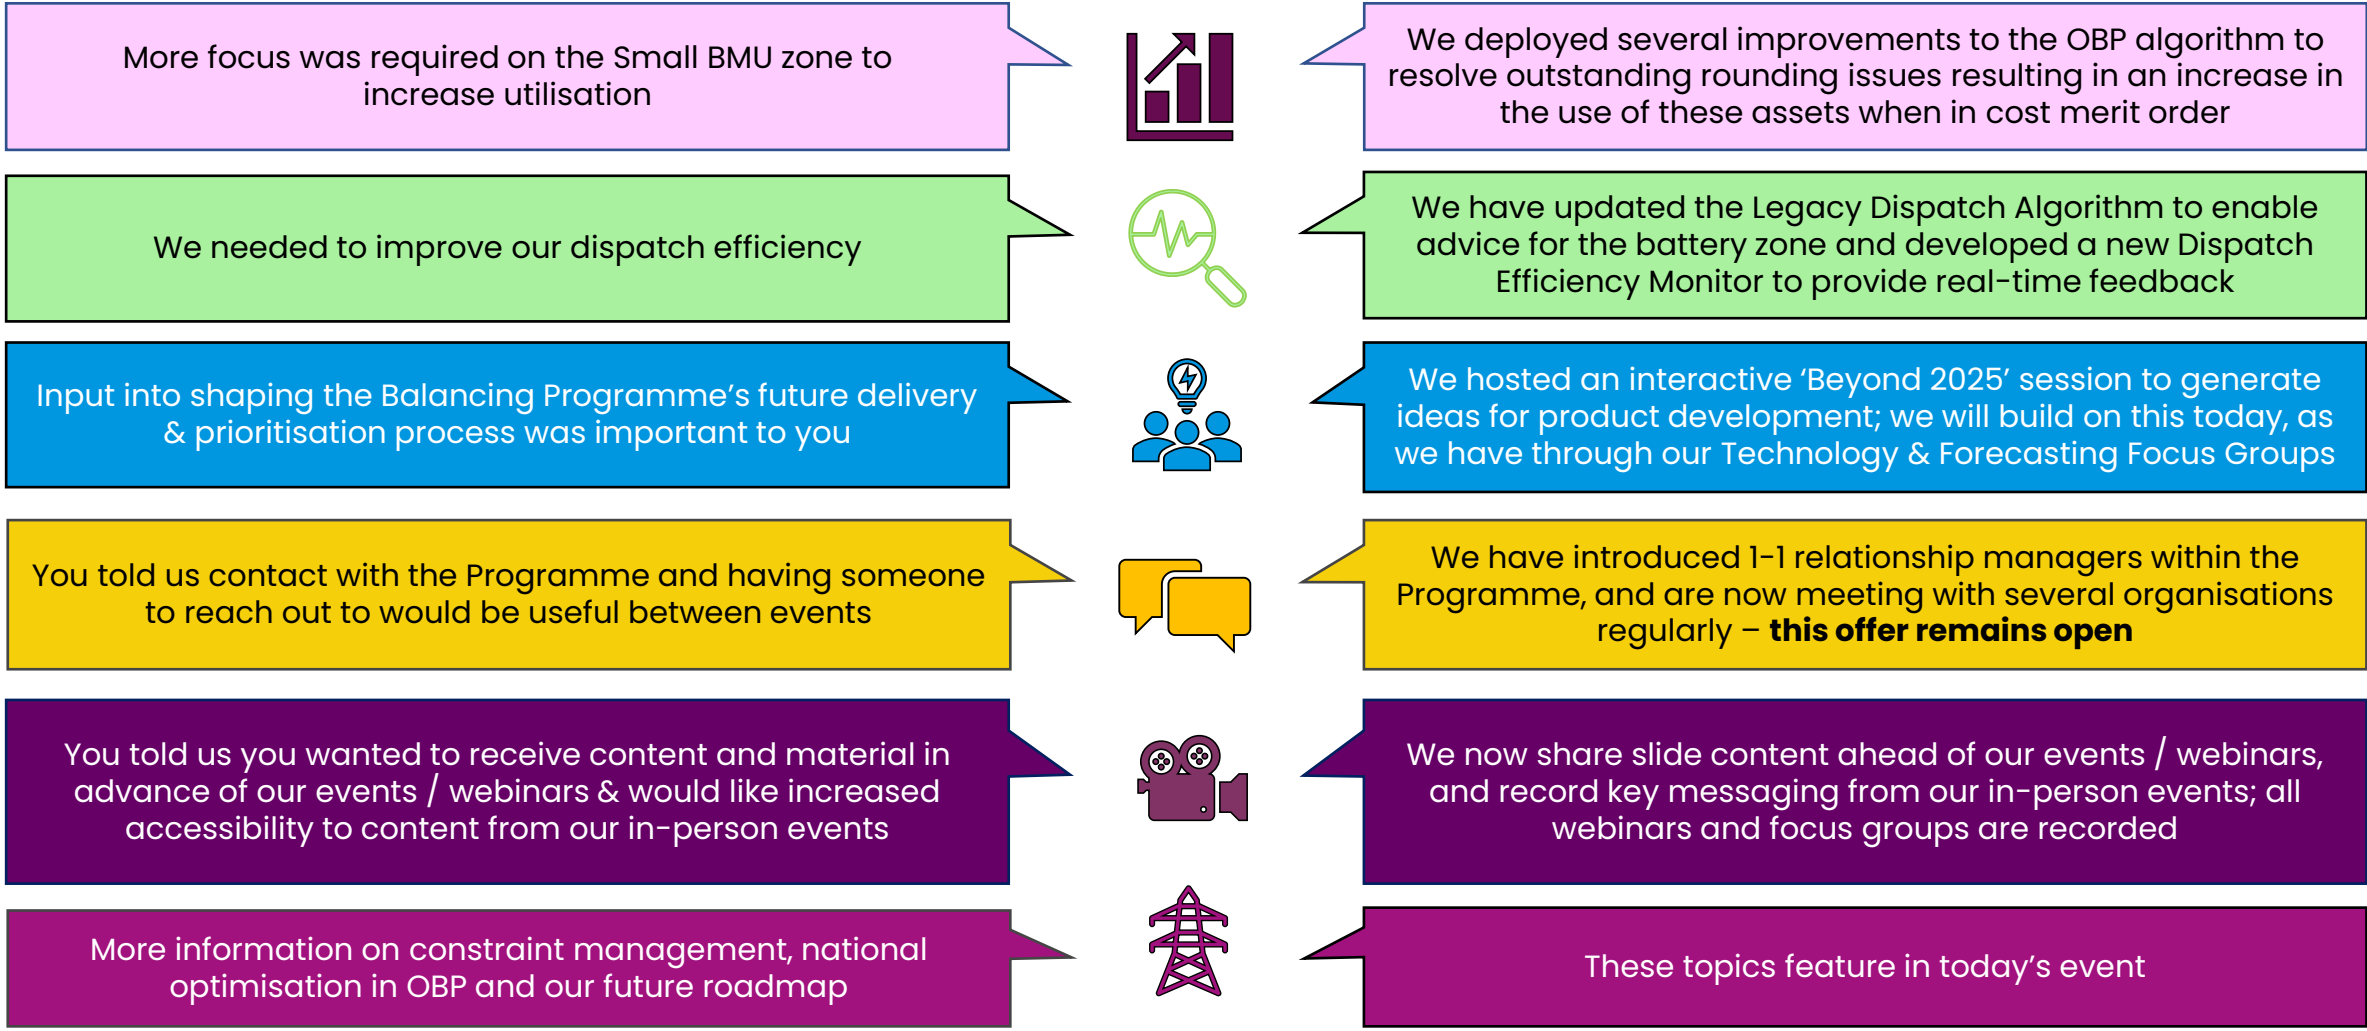 More focus was required on the Small BMU zone to
increase utilisation
We deployed several improvements to the OBP algorithm to
resolve outstanding rounding issues resulting in an increase in
the use of these assets when in cost merit order
We needed to improve our dispatch efficiency
We have updated the Legacy Dispatch Algorithm to enable
advice for the battery zone and developed a new Dispatch
Efficiency Monitor to provide real-time feedback
Input into shaping the Balancing Programme’s future delivery
& prioritisation process was important to you
We hosted an interactive ‘Beyond 2025’ session to generate
ideas for product development; we will build on this today, as
we have through our Technology & Forecasting Focus Groups
You told us contact with the Programme and having someone
to reach out to would be useful between events
We have introduced 1-1 relationship managers within the
Programme, and are now meeting with several organisations
regularly – this offer remains open
You told us you wanted to receive content and material in
advance of our events / webinars & would like increased
accessibility to content from our in-person events
We now share slide content ahead of our events / webinars,
and record key messaging from our in-person events; all
webinars and focus groups are recorded
More information on constraint management, national
optimisation in OBP and our future roadmap
These topics feature in today’s event